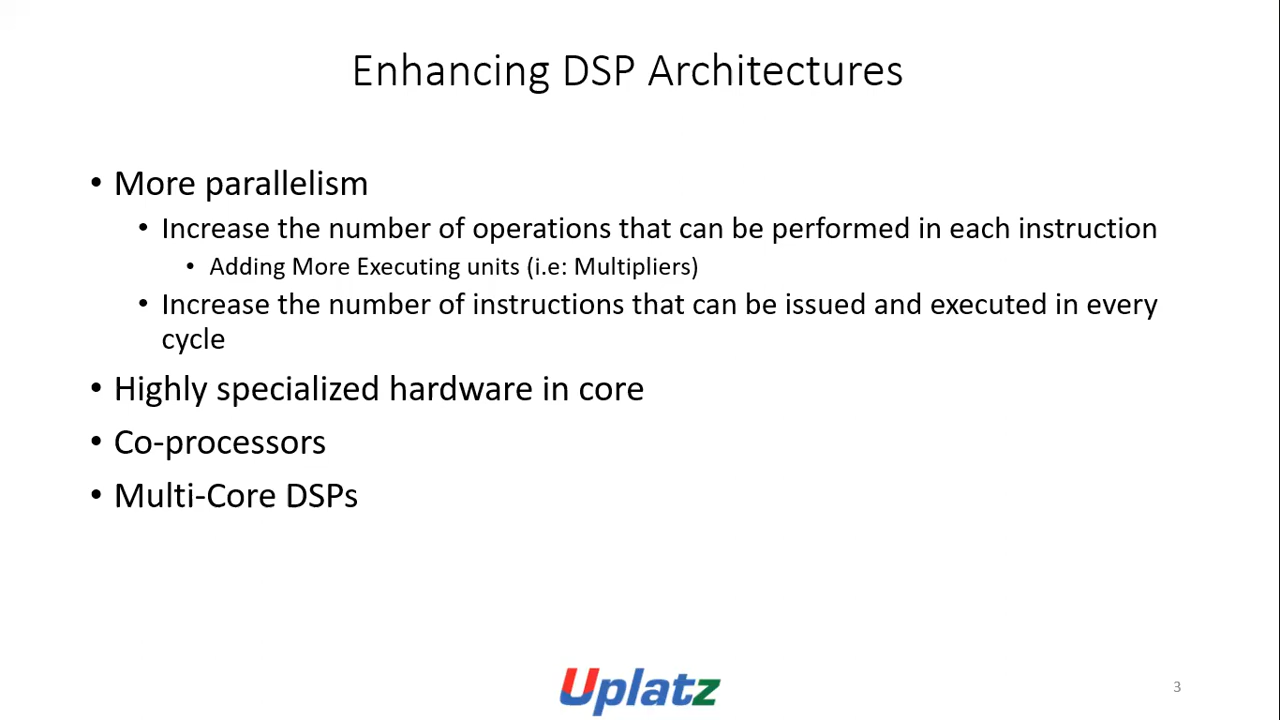 Enhancing DSP Architectures
• More parallelism
• Increase the number of operations that can be performed in each instruction
• Adding More Executing units (i.e: Multipliers)
• Increase the number of instructions that can be issued and executed in every
cycle
• Highly specialized hardware in core
• Co-processors
• Multi-Core DSPs
Uplatz
3